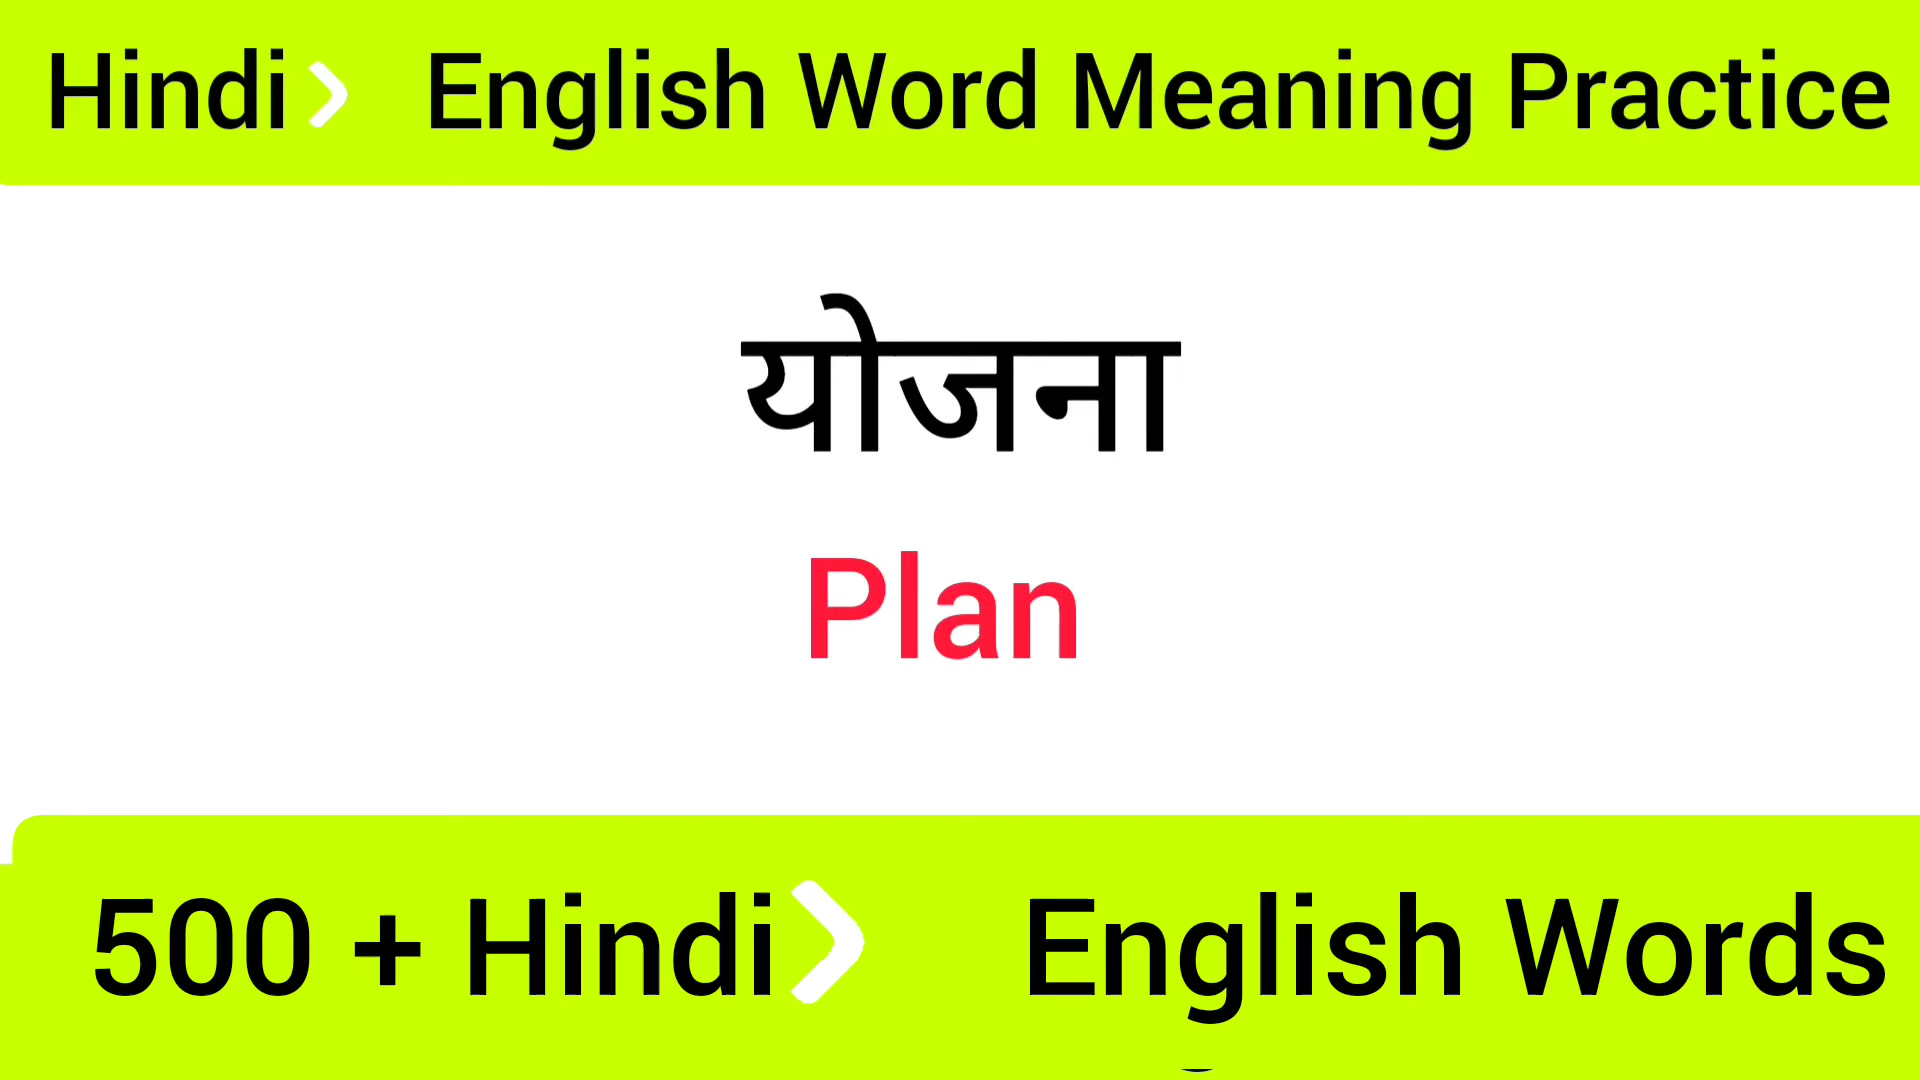 Hindi > English Word Meaning Practice
योजना
Plan
500 + Hindi > English Words